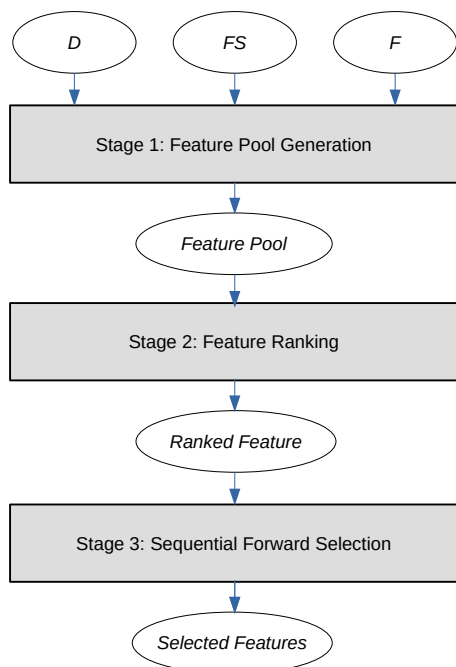 D
FS
F
Stage 1: Feature Pool Generation
Feature Pool
Stage 2: Feature Ranking
Ranked Feature
Stage 3: Sequential Forward Selection
Selected Features